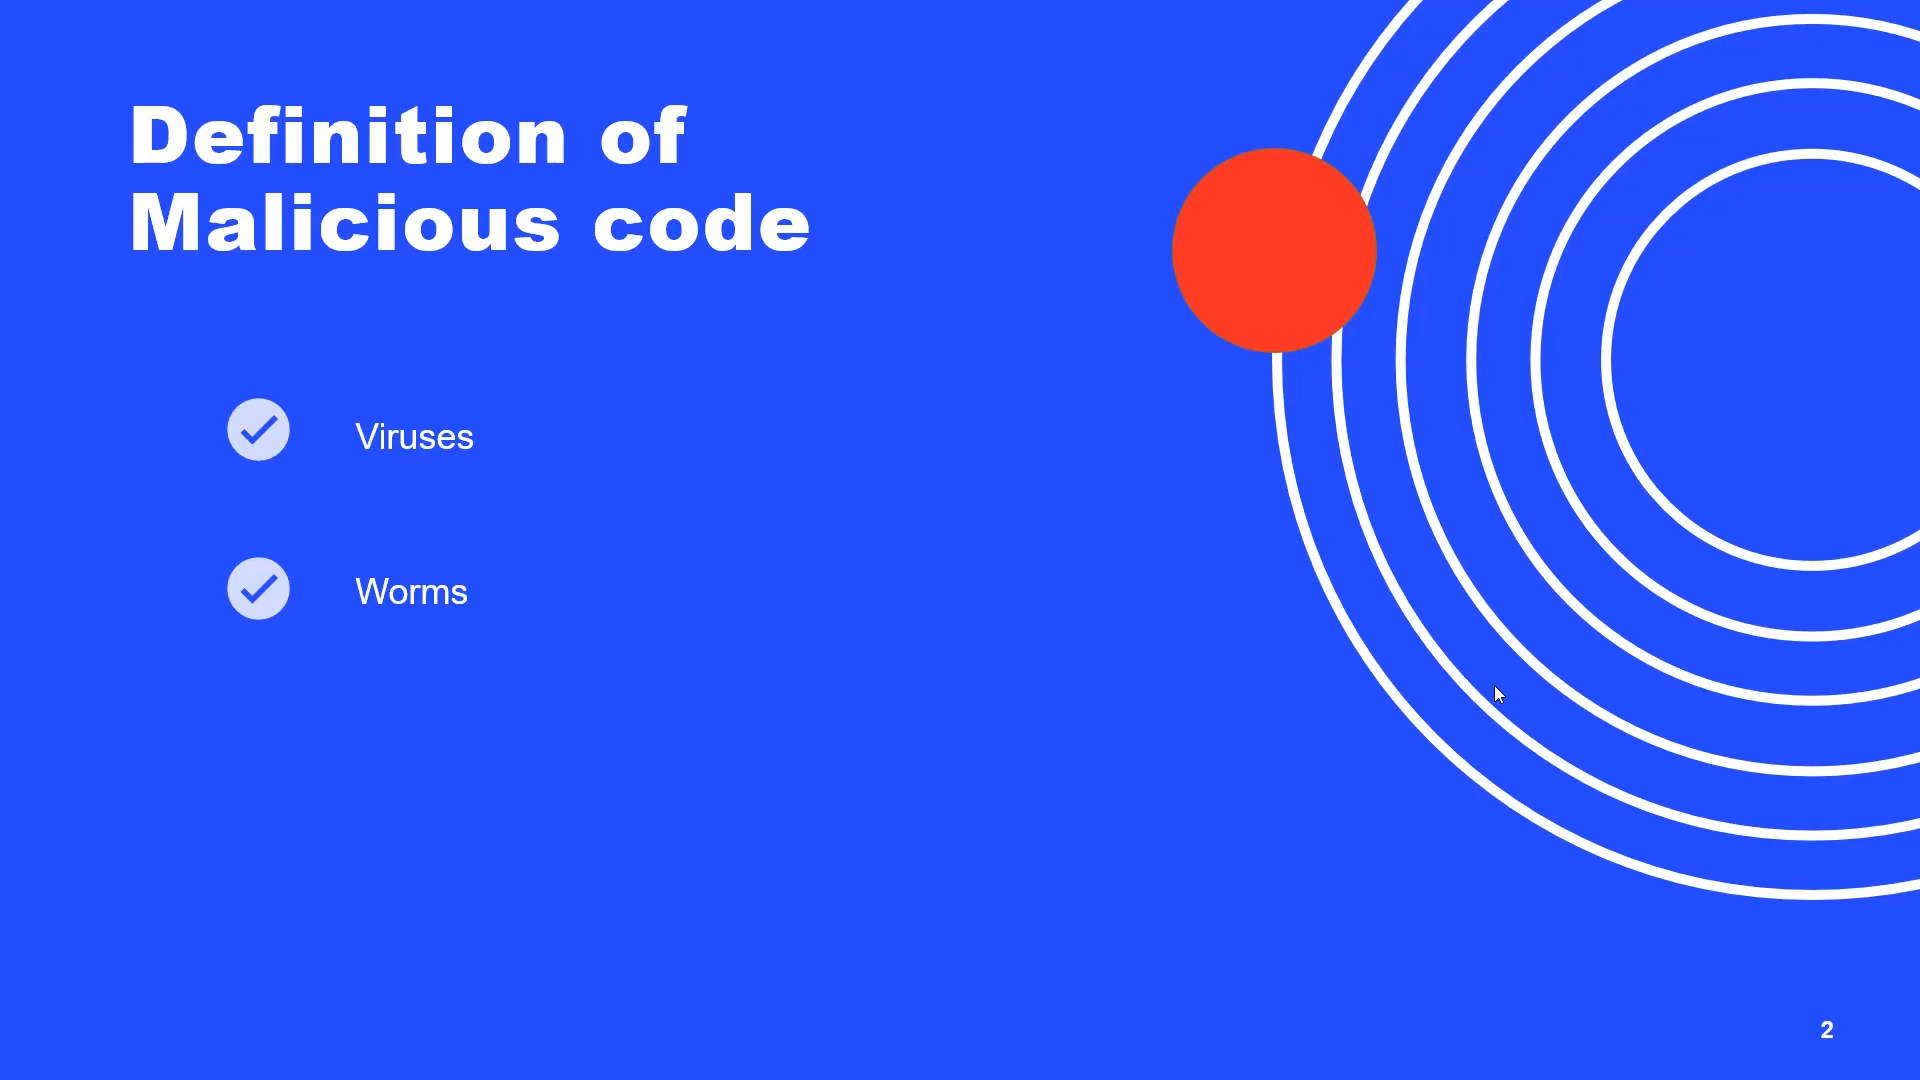 Definition of
Malicious code
Viruses
Worms
2